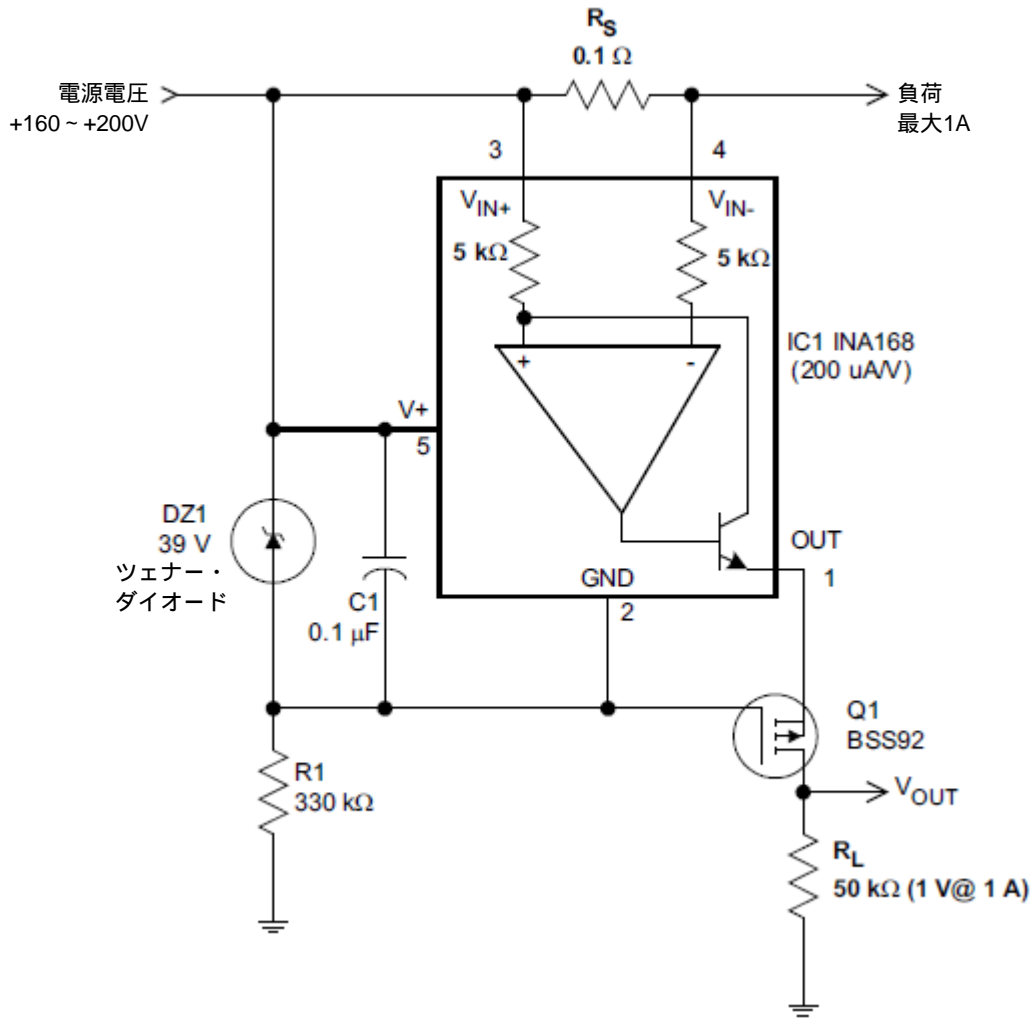 R_S
0.1 Ω
電源電圧
+160 ~ +200V
負荷
最大1A
3
4
V_IN+
V_IN-
5 kΩ
5 kΩ
+
-
IC1 INA168
(200 uA/V)
V+
5
DZ1
39 V
ツェナー・
ダイオード
C1
0.1 μF
GND
2
OUT
1
Q1
BSS92
R1
330 kΩ
V_OUT
R_L
50 kΩ (1 V@ 1 A)